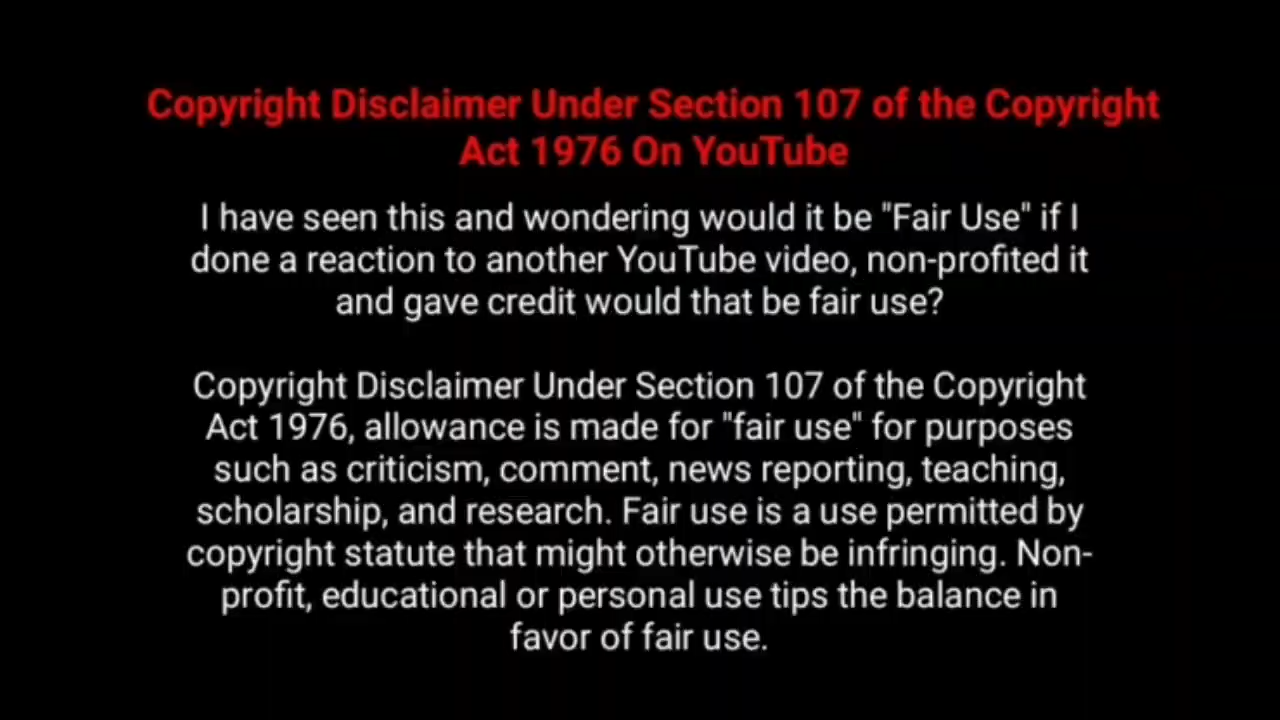 Copyright Disclaimer Under Section 107 of the Copyright
Act 1976 On YouTube
I have seen this and wondering would it be "Fair Use" if I
done a reaction to another YouTube video, non-profited it
and gave credit would that be fair use?
Copyright Disclaimer Under Section 107 of the Copyright
Act 1976, allowance is made for "fair use" for purposes
such as criticism, comment, news reporting, teaching,
scholarship, and research. Fair use is a use permitted by
copyright statute that might otherwise be infringing. Non-
profit, educational or personal use tips the balance in
favor of fair use.